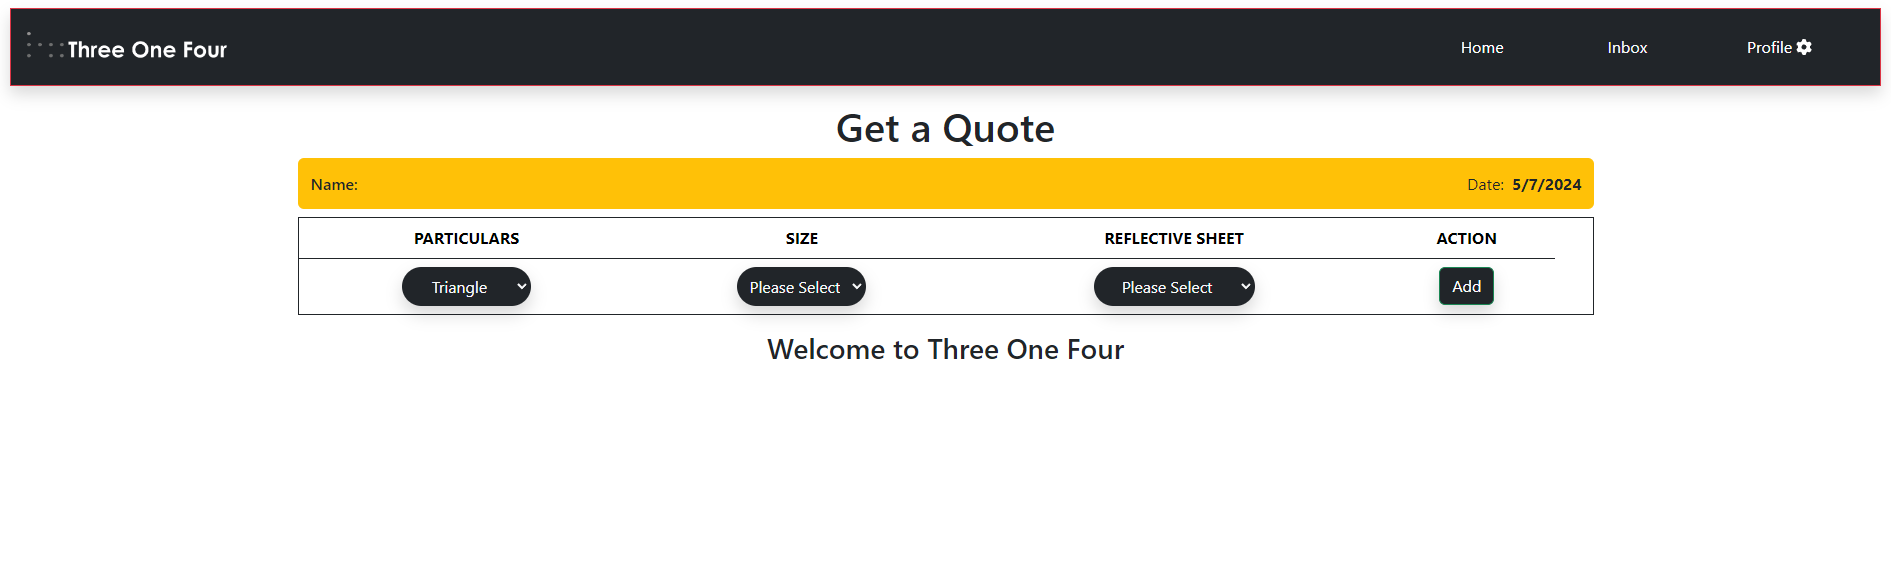 Three One Four Home Inbox Profile
Get a Quote
Name: Date: 5/7/2024
PARTICULARS SIZE REFLECTIVE SHEET ACTION
Triangle Please Select Please Select Add
Welcome to Three One Four